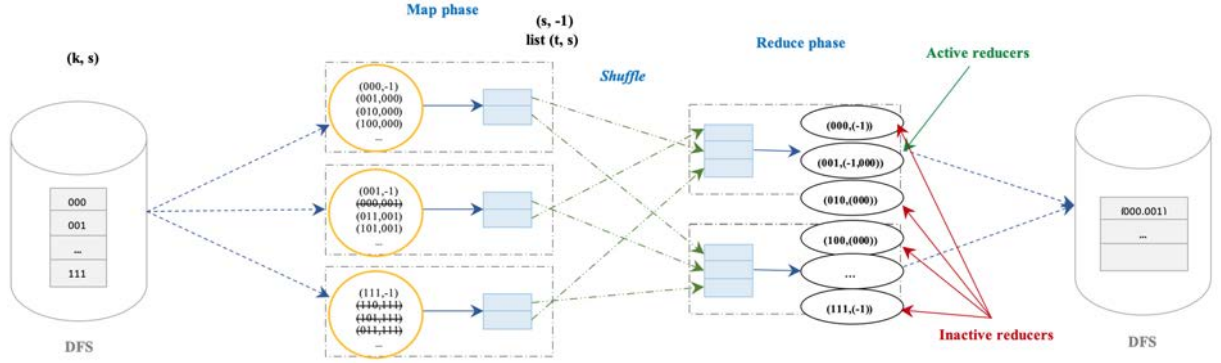 Map phase
(s, -1)
list (t, s)
(k, s)
Shuffle
Reduce phase
Active reducers
(000,-1)
(001,000)
(010,000)
(100,000)
...
(001,-1)
(000,001)
(011,001)
(101,001)
...
(111,-1)
(110,111)
(101,111)
(011,111)
...
000
001
...
111
DFS
(000,(-1))
(001,(-1,000))
(010,(000))
(100,(000))
...
(111,(-1))
Inactive reducers
(000,001)
...
DFS